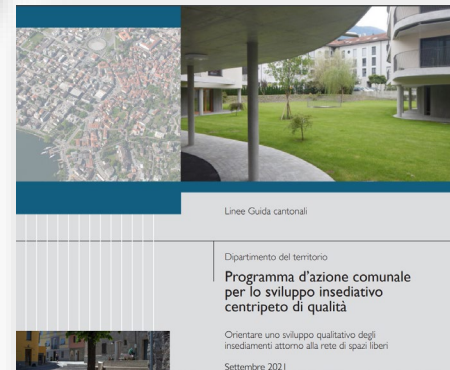 Linee Guida cantonali
Dipartimento del territorio
Programma d'azione comunale
per lo sviluppo insediativo
centripeto di qualità
Orientare uno sviluppo qualitativo degli
insediamenti attorno alla rete di spazi liberi
Settembre 2021